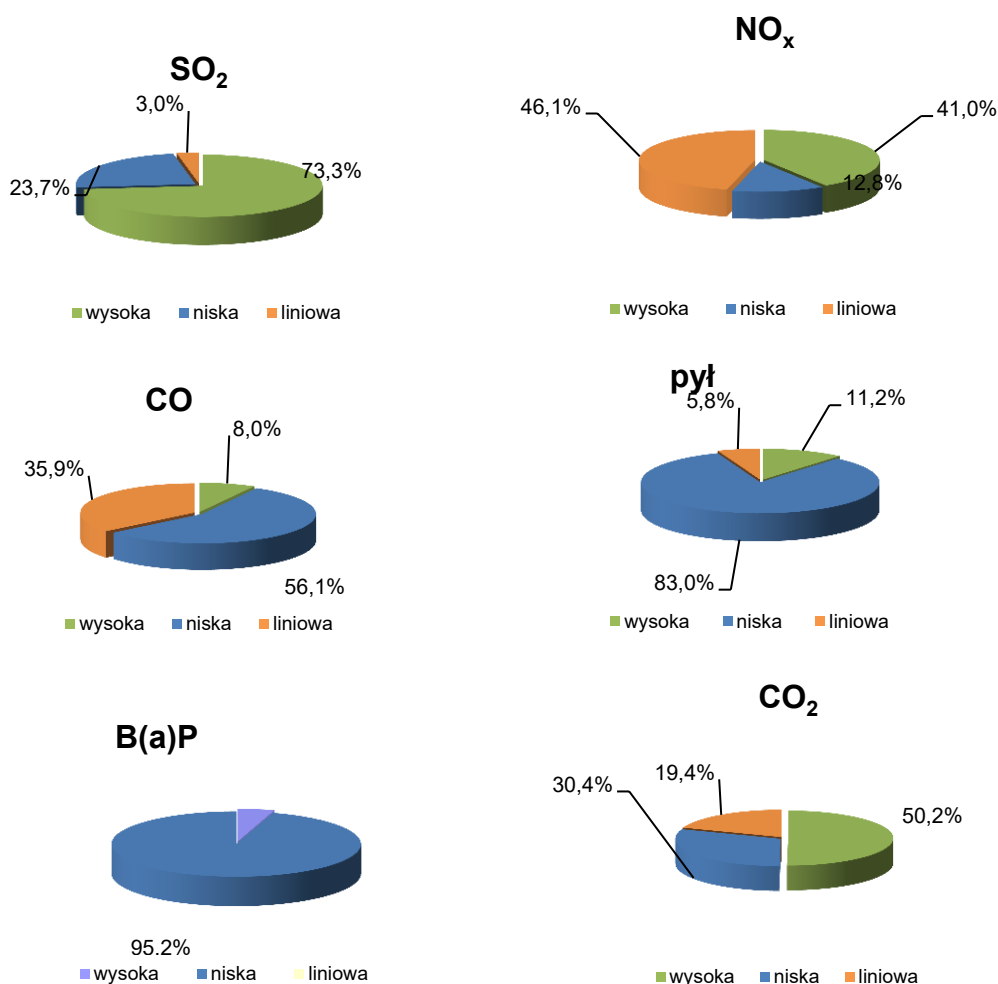 SO2
3,0%
73,3%
23,7%
wysoka niska liniowa
NOx
46,1%
41,0%
12,8%
wysoka niska liniowa
CO
8,0%
35,9%
56,1%
wysoka niska liniowa
pył
5,8%
11,2%
83,0%
wysoka niska liniowa
B(a)P
95.2%
wysoka niska liniowa
CO2
19,4%
30,4%
50,2%
wysoka niska liniowa